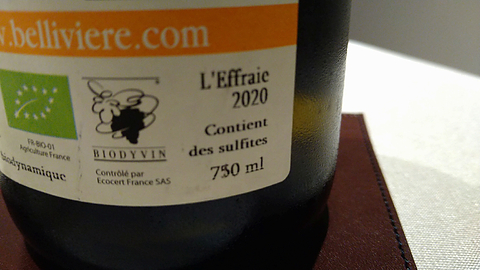 .belliviere.com
L'Effraie
2020
Contient
des sulfites
750 ml
FR-BIO-01
Agriculture France
biodynamique
BIODYVIN
Contrôlé par
Ecocert France SAS